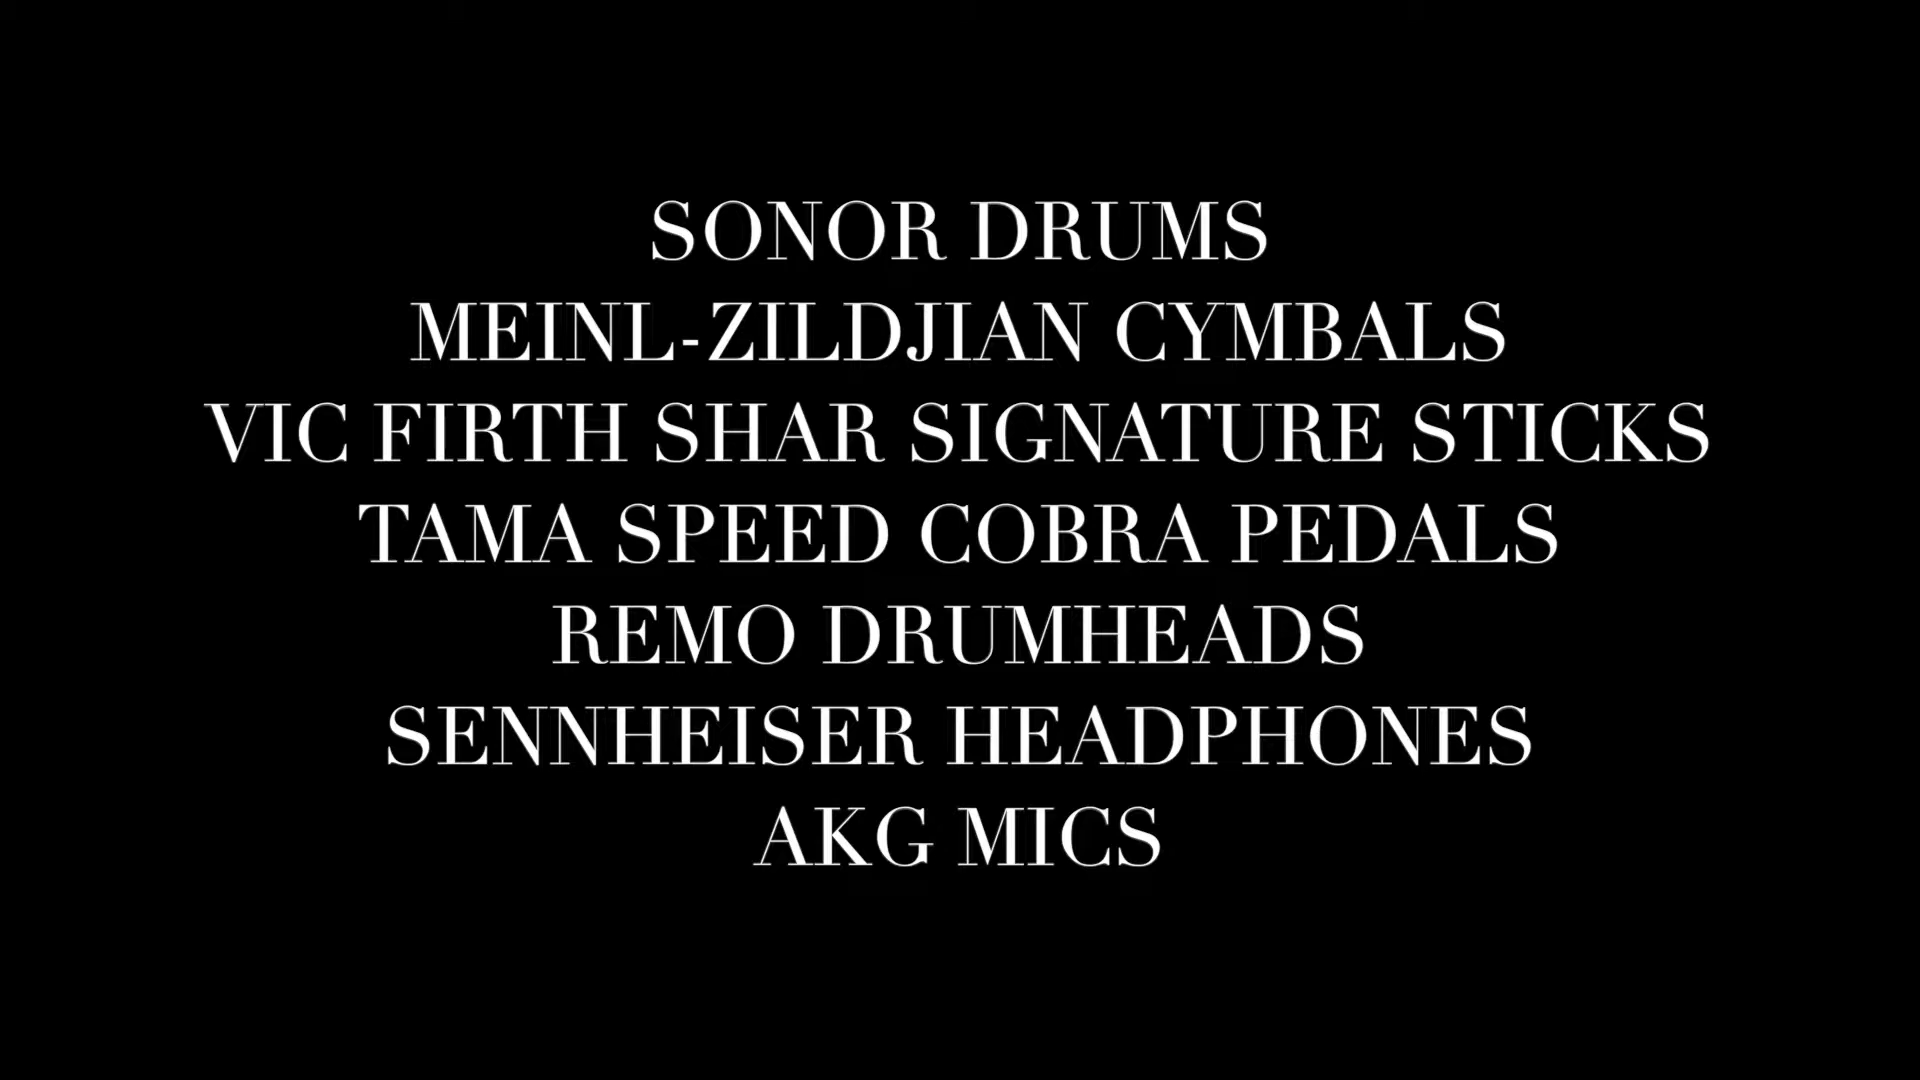 SONOR DRUMS
MEINL-ZILDJIAN CYMBALS
VIC FIRTH SHAR SIGNATURE STICKS
TAMA SPEED COBRA PEDALS
REMO DRUMHEADS
SENNHEISER HEADPHONES
AKG MICS